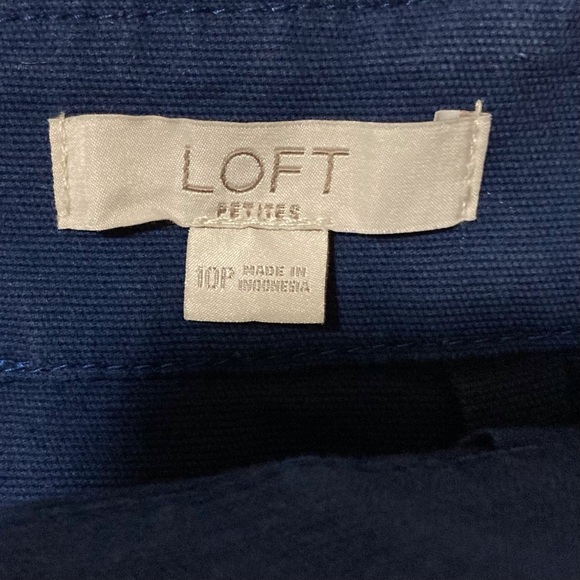 LOFT
PETITES
10P MADE IN
INDONESIA